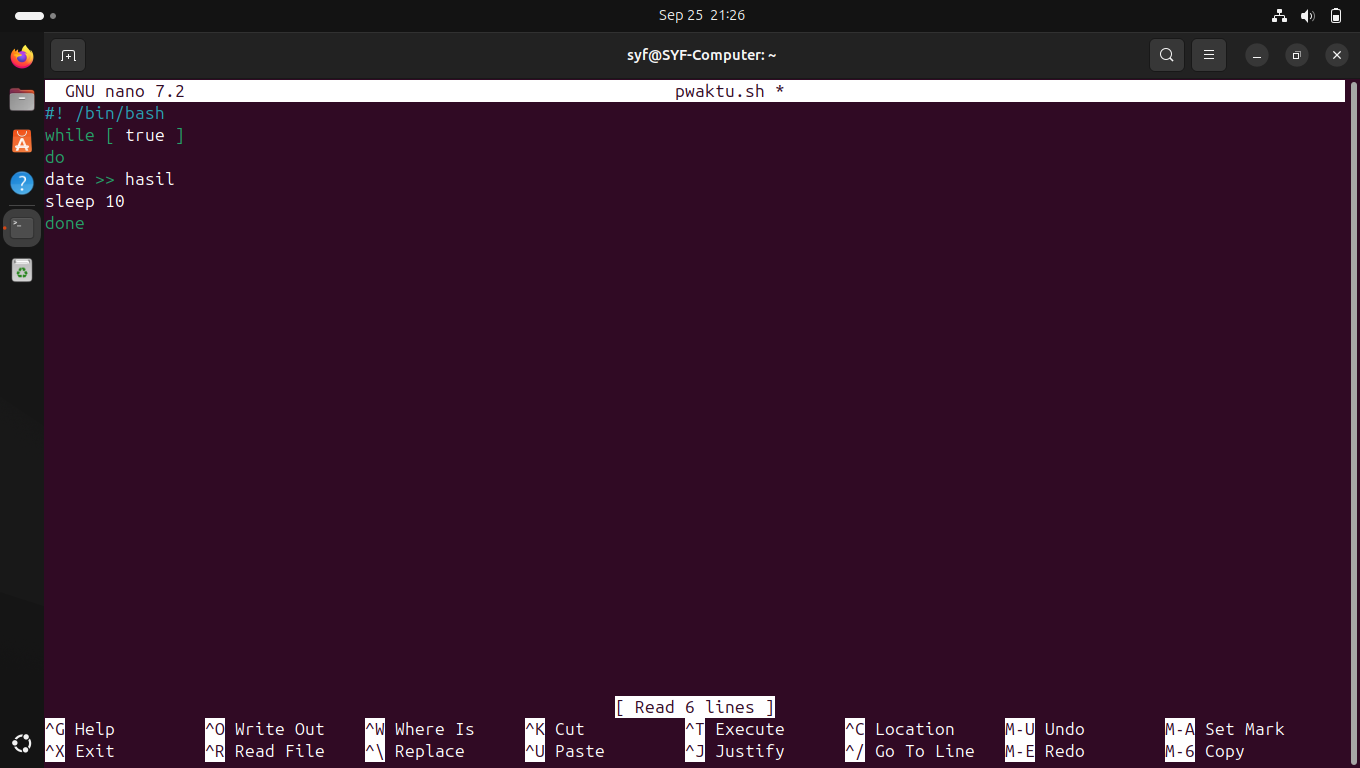 Sep 25 21:26
syf@SYF-Computer: ~
GNU nano 7.2 pwaktu.sh *
#! /bin/bash
while [ true ]
do
date >> hasil
sleep 10
done
[ Read 6 lines ]
^G Help ^O Write Out ^W Where Is ^K Cut ^T Execute ^C Location M-U Undo M-A Set Mark
^X Exit ^R Read File ^\ Replace ^U Paste ^J Justify ^/ Go To Line M-E Redo M-6 Copy